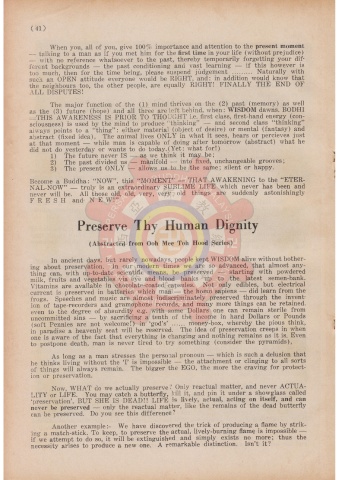 (41)
When you, all of you, give 100% importance and attention to the present moment
— talking to a man as if you met him for the first time is your life (without prejudice)
— with no reference whatsoever to the past, thereby temporarily forgetting your dif-
ferent backgrounds — the past conditioning and vast learning — if this however is
too much, then for the time being, please suspend judgement ...... Naturally with
such an OPEN attitude everyone would be RIGHT; and in addition would know that
the neighbours too, the other people, are equally RIGHT! FINALLY THE END OF
ALL DISPUTES!
The major function of the (1) mind thrives on the (2) past (memory) as well
as the (3) future (hope) and all three are left behind, when WISDOM dawns. BODHI
—THIS AWARENESS IS PRIOR TO THOUGHT i.e. first class, first-hand energy (con-
sciousness) is used by the mind to produce "thinking" — and second class "thinking"
always points to a "thing": either material (object of desire) or mental (fantasy) and
abstract (fixed idea). The animal lives ONLY in what it sees, hears or perceives just
at that moment — while man is capable of doing after tomorrow (abstract) what he
did not do yesterday or wants to do today. (Yet: what for!)
1) The future never IS — as we think it may be;
2) The past divided us — manifold — into fixed, unchangeable grooves;
3) The present ONLY — allows us to be the same: silent or happy.
Become a Buddha: "NOW", this "MOMENT" — THAT AWAKENING to the "ETER-
NAL-NOW" — truly is an extraordinary SUBLIME LIFE, which never has been and
never will be. All those old, old, very, very old things are suddenly astonishingly
F R E S H and N E W!
Preserve Thy Human Dignity
(Abstracted from Ooh Mee Toh Hood Series)
In ancient days, but rarely nowadays, people kept WISDOM alive without bother-
ing about preservation. In our modern times we are so advanced, that almost any-
thing can, with up-to-date scientific means, be preserved — starting with powdered
milk, fruits and vegetables via eye and blood banks up to the latest semen-bank.
Vitamins are available in chocolate-coated pills. Not only edibles, but electrical
current is preserved in batteries which man — the homo sapiens — did learn from the
frogs. Speeches and music are almost indiscriminately preserved through the inven-
tion of tape-recorders and gramophone records, and many more things can be retained,
even to the degree of absurdity e.g. with some Dollars one can remain sterile from
uncommitted sins — by sacrificing a total of the income in hard Dollars or Pounds
(soft Pesetas are not welcome!) in 'god's' ...... money-box, whereby the pious think,
in paradise a heavenly seat will be reserved. The idea of preservation creeps in when
one is aware of the fact that everything is changing and nothing remains as it is. Even
to postpone death, man is never tired to try something (consider the pyramids).
As long as a man stresses the personal pronoun — which is such a delusion that
he thinks living without the 'I' is impossible — the attachment or clinging to all sorts
of things will always remain. The bigger the EGO, the more the craving for protect-
ion or preservation.
Now, WHAT do we actually preserve? Only reactual matter, and never ACTUA-
LITY or LIFE. You may catch a butterfly, kill it, and pin it under a showglass called
'preservation', BUT SHE IS DEAD!! LIFE is lively, actual, acting on itself, and can
never be preserved — only the reactual matter, like the remains of the dead butterfly
can be preserved. Do you see this difference?
Another example:- We have discovered the trick of producing a flame by strik-
ing a match-stick. To keep, to preserve the actual, lively-burning flame is impossible —
if we attempt to do so, it will be extinguished and simply exists no more; thus the
necessity arises to produce a new one. A remarkable distinction. Isn't it?